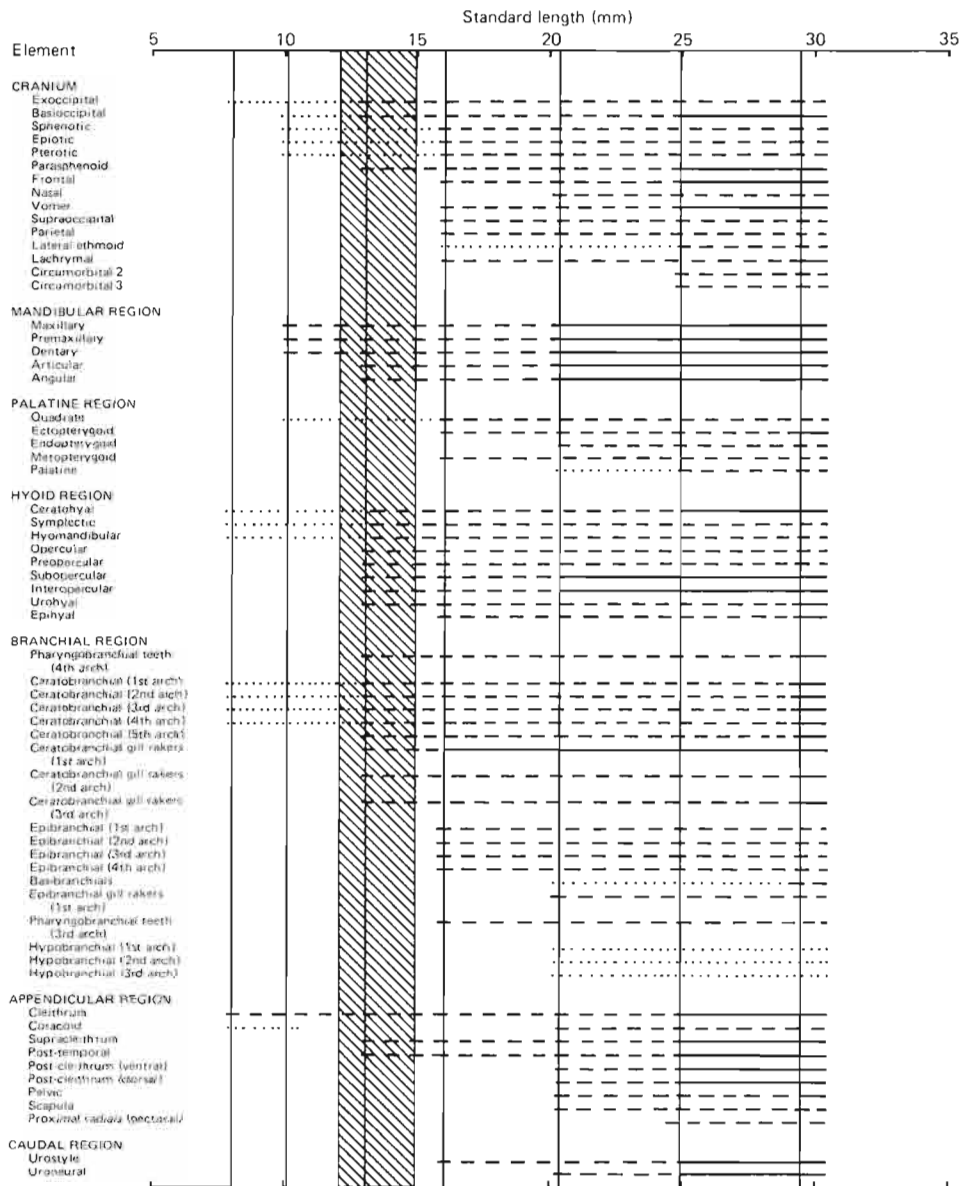 Standard length (mm)
Element 5 10 15 20 25 30 35
CRANIUM
Exoccipital
Basioccipital
Sphenotic
Epiotic
Pterotic
Parasphenoid
Frontal
Nasal
Vomer
Supraoccipital
Parietal
Lateral ethmoid
Lachrymal
Circumorbital 2
Circumorbital 3
MANDIBULAR REGION
Maxillary
Premaxillary
Dentary
Articular
Angular
PALATINE REGION
Quadrate
Ectopterygoid
Endopterygoid
Metopterygoid
Palatine
HYOID REGION
Ceratohyal
Symplectic
Hyomandibular
Opercular
Preopercular
Subopercular
Interopercular
Urohyal
Epihyal
BRANCHIAL REGION
Pharyngobranchial teeth
(4th arch)
Ceratobranchial (1st arch)
Ceratobranchial (2nd arch)
Ceratobranchial (3rd arch)
Ceratobranchial (4th arch)
Ceratobranchial (5th arch)
Ceratobranchial gill rakers
(1st arch)
Ceratobranchial gill rakers
(2nd arch)
Ceratobranchial gill rakers
(3rd arch)
Epibranchial (1st arch)
Epibranchial (2nd arch)
Epibranchial (3rd arch)
Epibranchial (4th arch)
Basibranchials
Epibranchial gill rakers
(1st arch)
Pharyngobranchial teeth
(3rd arch)
Hypobranchial (1st arch)
Hypobranchial (2nd arch)
Hypobranchial (3rd arch)
APPENDICULAR REGION
Cleithrum
Coracoid
Supracleithrum
Post-temporal
Post-cleithrum (ventral)
Post-cleithrum (dorsal)
Pelvic
Scapula
Proximal radials (pectoral)
CAUDAL REGION
Urostyle
Uroneural